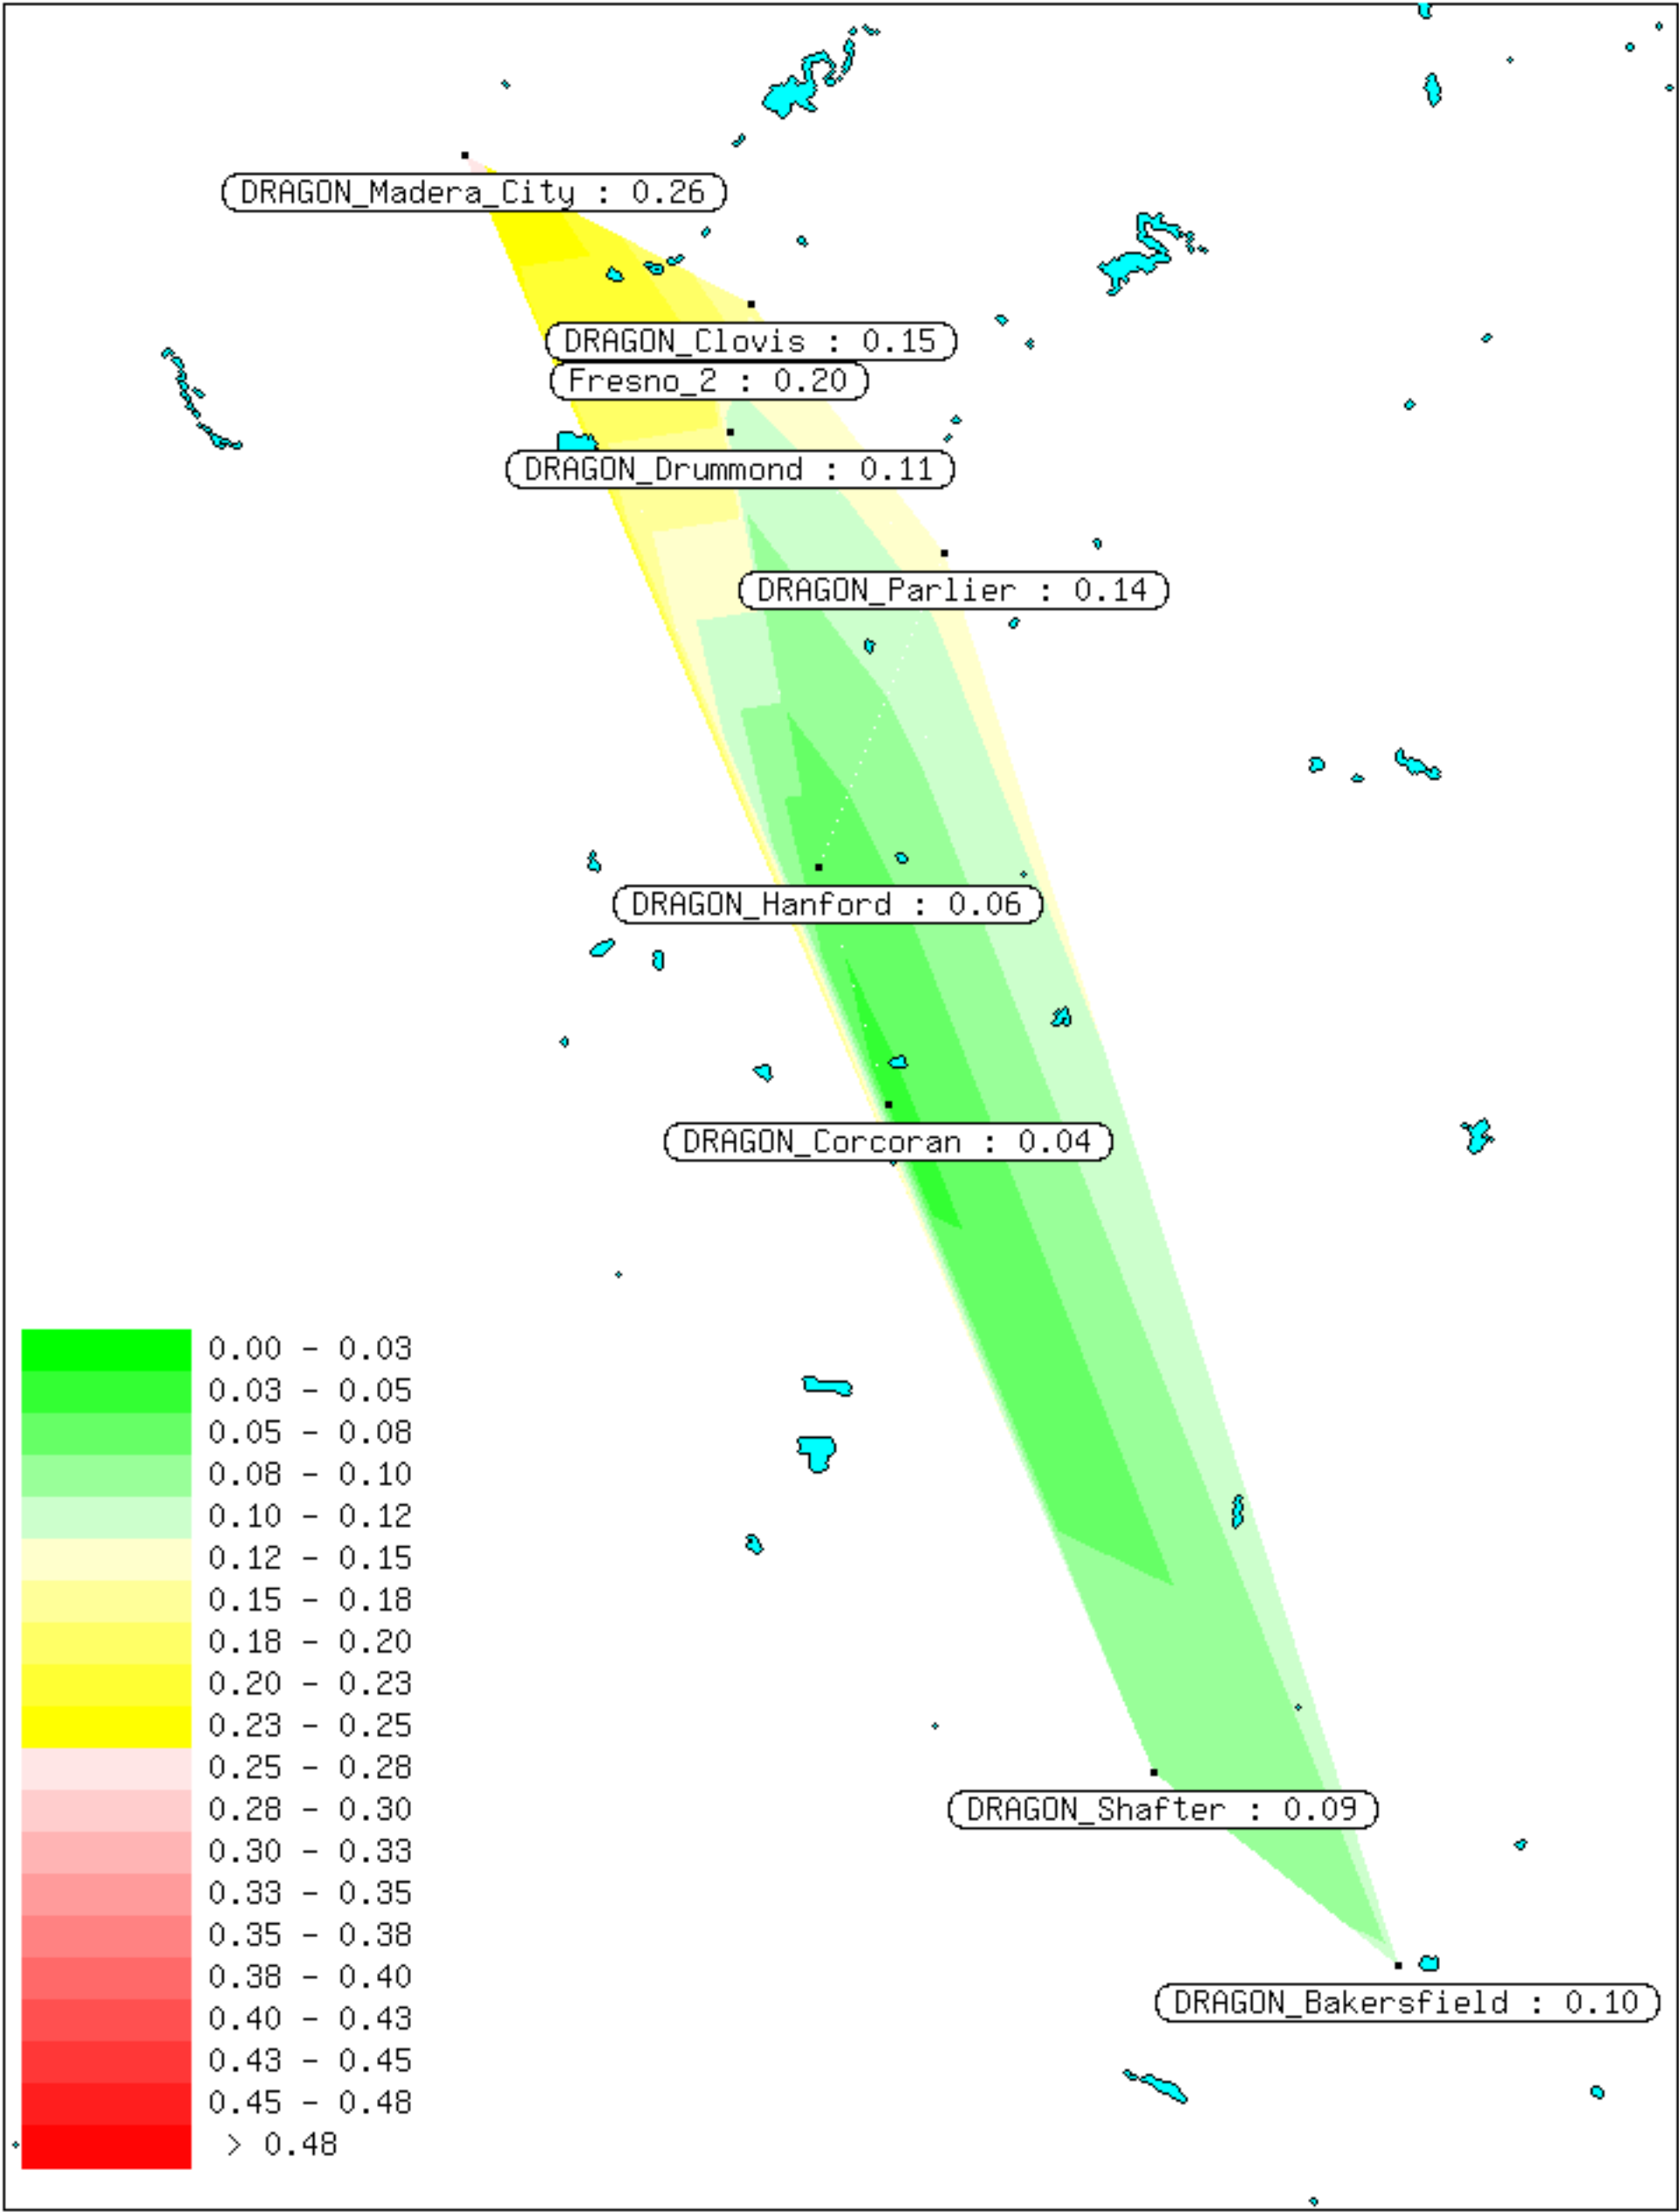 DRAGON_Madera_City : 0.26
DRAGON_Clovis : 0.15
Fresno_2 : 0.20
DRAGON_Drummond : 0.11
DRAGON_Parlier : 0.14
DRAGON_Hanford : 0.06
DRAGON_Corcoran : 0.04
0.00 - 0.03
0.03 - 0.05
0.05 - 0.08
0.08 - 0.10
0.10 - 0.12
0.12 - 0.15
0.15 - 0.18
0.18 - 0.20
0.20 - 0.23
0.23 - 0.25
0.25 - 0.28
0.28 - 0.30
0.30 - 0.33
0.33 - 0.35
0.35 - 0.38
0.38 - 0.40
0.40 - 0.43
0.43 - 0.45
0.45 - 0.48
> 0.48
DRAGON_Shafter : 0.09
DRAGON_Bakersfield : 0.10